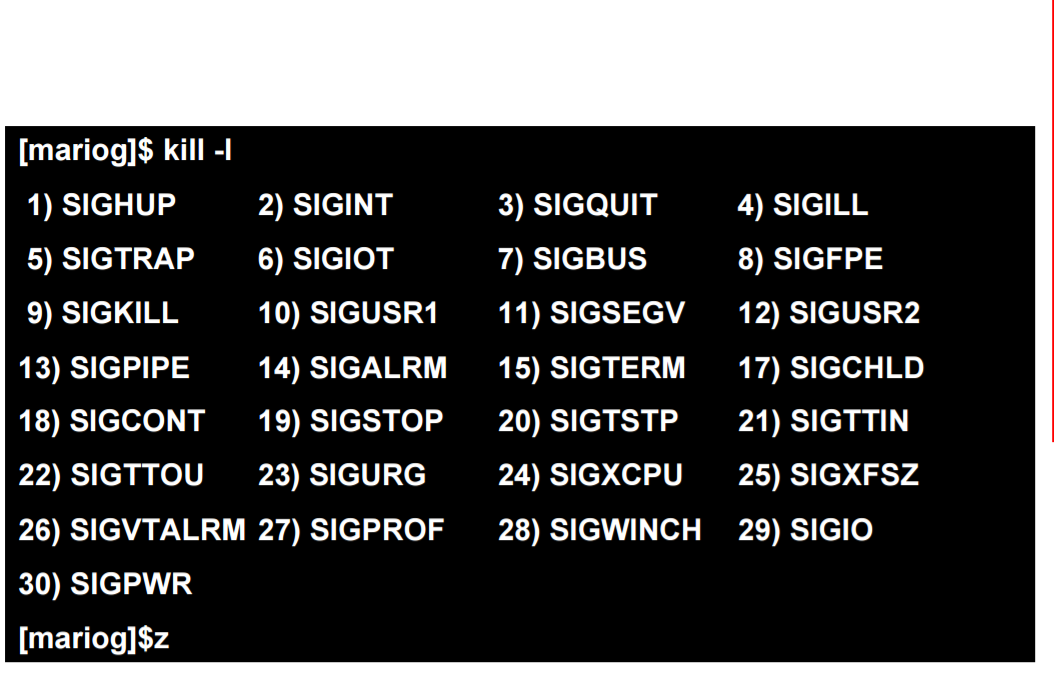 [mariog]$ kill -l
1) SIGHUP 2) SIGINT 3) SIGQUIT 4) SIGILL
5) SIGTRAP 6) SIGIOT 7) SIGBUS 8) SIGFPE
9) SIGKILL 10) SIGUSR1 11) SIGSEGV 12) SIGUSR2
13) SIGPIPE 14) SIGALRM 15) SIGTERM 17) SIGCHLD
18) SIGCONT 19) SIGSTOP 20) SIGTSTP 21) SIGTTIN
22) SIGTTOU 23) SIGURG 24) SIGXCPU 25) SIGXFSZ
26) SIGVTALRM 27) SIGPROF 28) SIGWINCH 29) SIGIO
30) SIGPWR
[mariog]$z